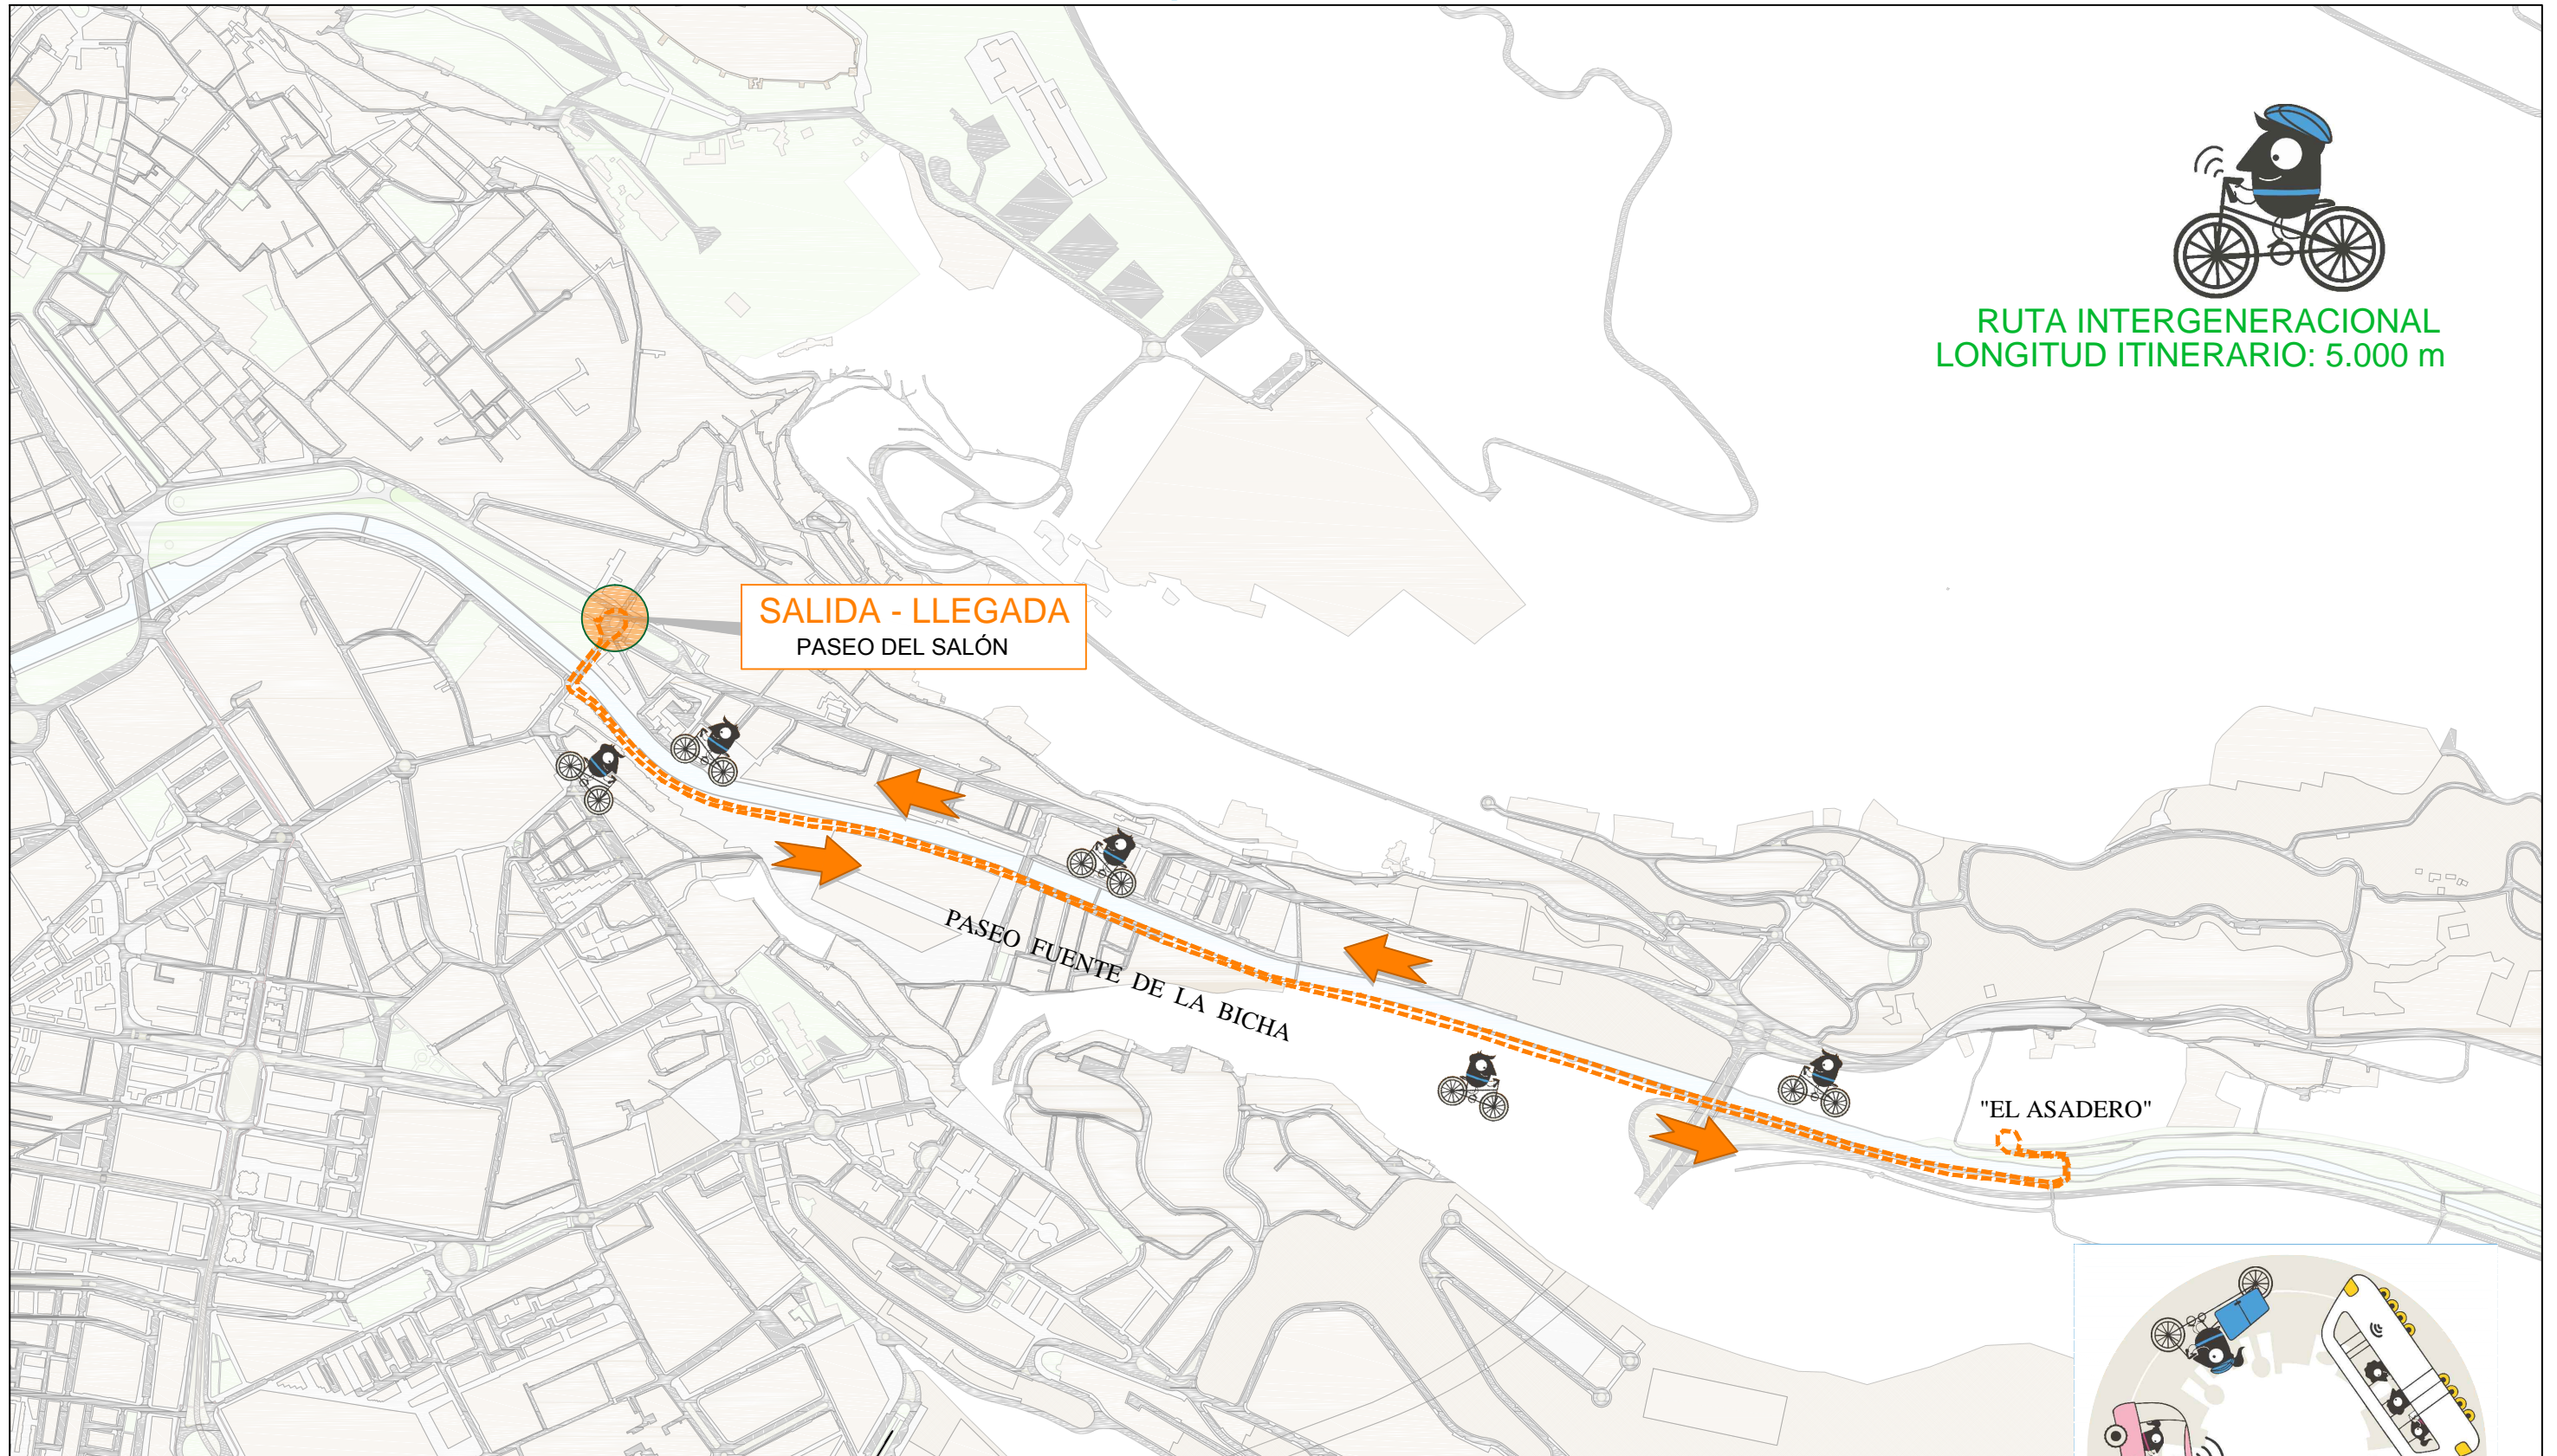 RUTA INTERGENERACIONAL
LONGITUD ITINERARIO: 5.000 m
SALIDA - LLEGADA
PASEO DEL SALÓN
PASEO FUENTE DE LA BICHA
"EL ASADERO"